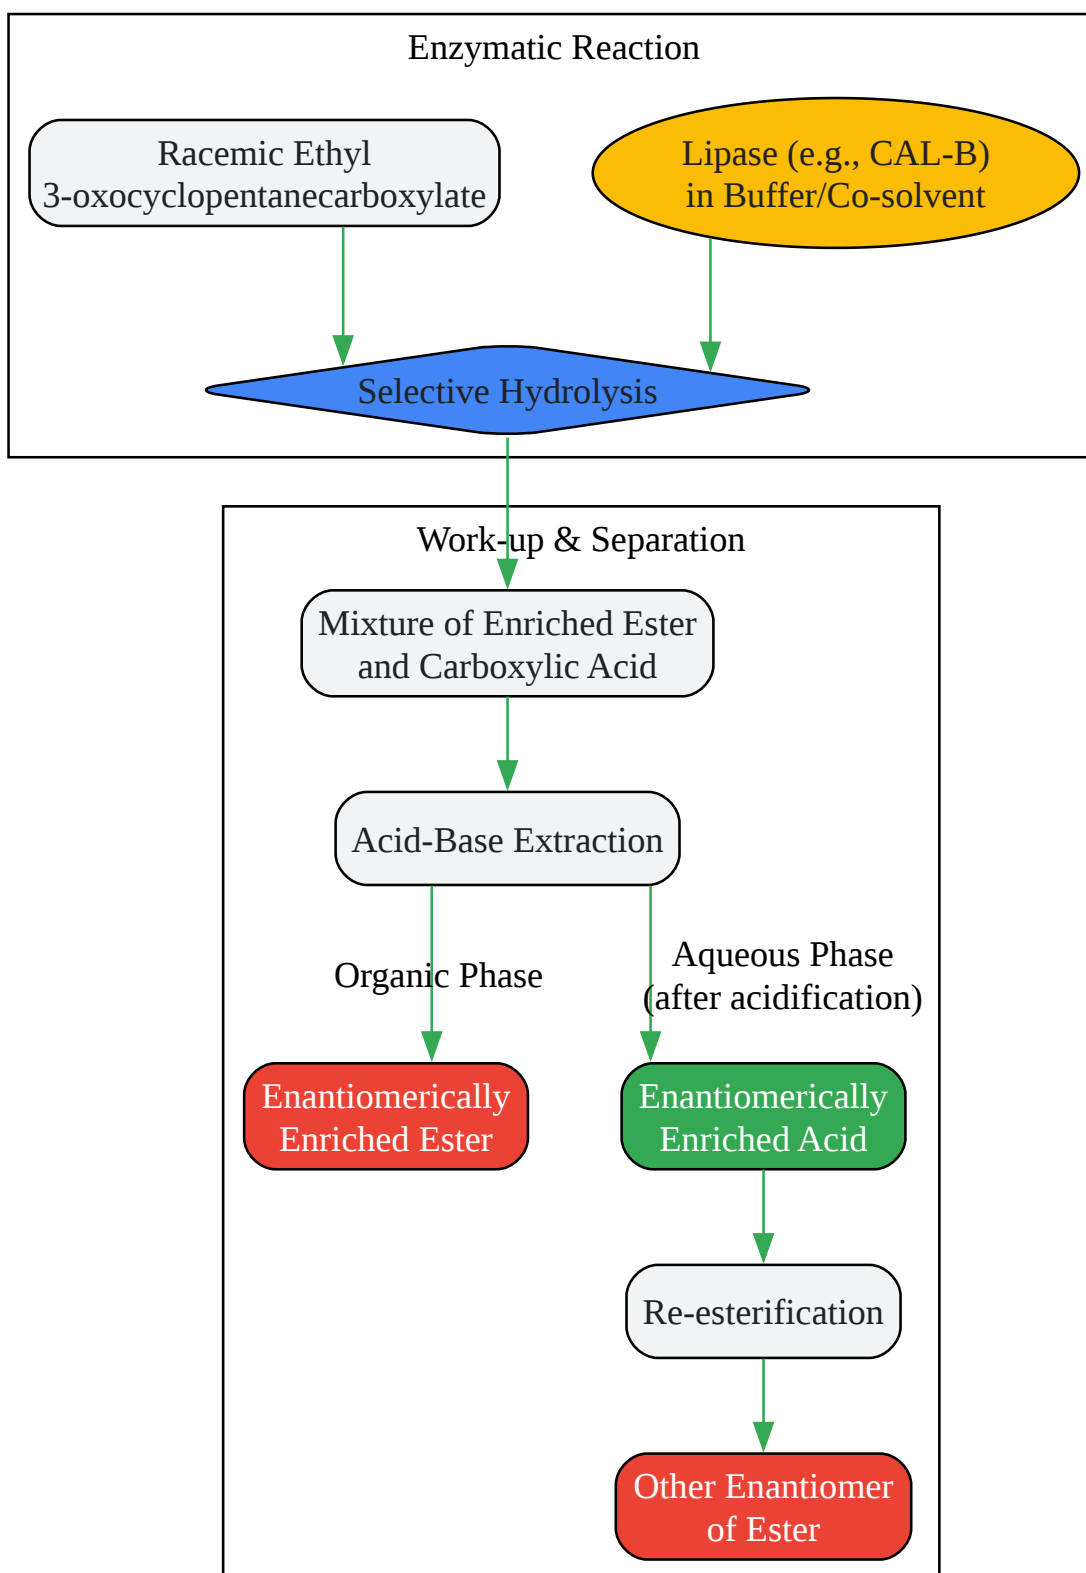 Enzymatic Reaction
Racemic Ethyl
3-oxocyclopentanecarboxylate
Lipase (e.g., CAL-B)
in Buffer/Co-solvent
Selective Hydrolysis
Work-up & Separation
Mixture of Enriched Ester
and Carboxylic Acid
Acid-Base Extraction
Organic Phase
Aqueous Phase
(after acidification)
Enantiomerically
Enriched Ester
Enantiomerically
Enriched Acid
Re-esterification
Other Enantiomer
of Ester